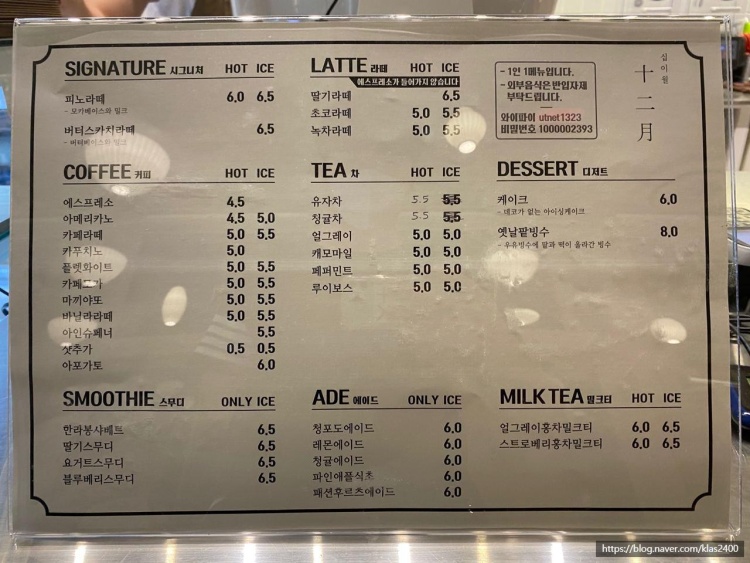 SIGNATURE 시그니쳐 HOT ICE
피노라떼 6.0 6.5
- 모카베이스와 밀크
버터스카치라떼 6.5
- 버터베이스와 밀크
LATTE 라떼 HOT ICE
에스프레소가 들어가지 않습니다
딸기라떼 6.5
초코라떼 5.0 5.5
녹차라떼 5.0 5.5
- 1인 1메뉴입니다.
- 외부음식은반입자제
부탁드립니다.
와이파이 utnet1323
비밀번호 1000002393
십이월
十二月
COFFEE 커피 HOT ICE
에스프레소 4.5
아메리카노 4.5 5.0
카페라떼 5.0 5.5
카푸치노 5.0
플렛화이트 5.0 5.5
카페모카 5.0 5.5
마끼야또 5.0 5.5
바닐라라떼 5.0 5.5
아인슈페너 5.5
샷추가 0.5 0.5
아포가토 6.0
TEA 차 HOT ICE
유자차 5.5 5.5
청귤차 5.5 5.5
얼그레이 5.0 5.0
캐모마일 5.0 5.0
페퍼민트 5.0 5.0
루이보스 5.0 5.0
DESSERT 디저트
케이크 6.0
- 데코가 없는 아이싱케이크
옛날팥빙수 8.0
- 우유빙수에 팥과 떡이 올라간 빙수
SMOOTHIE 스무디 ONLY ICE
한라봉샤베트 6.5
딸기스무디 6.5
요거트스무디 6.5
블루베리스무디 6.5
ADE 에이드 ONLY ICE
청포도에이드 6.0
레몬에이드 6.0
청귤에이드 6.0
파인애플식초 6.0
패션후르츠에이드 6.0
MILK TEA 밀크티 HOT ICE
얼그레이홍차밀크티 6.0 6.5
스트로베리홍차밀크티 6.0 6.5
https://blog.naver.com/klas2400